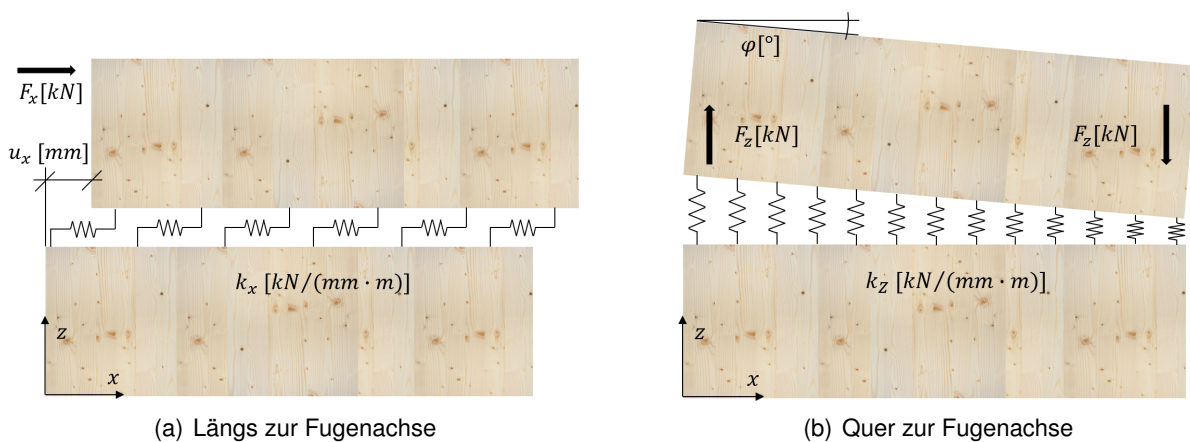 F_x[kN]
u_x [mm]
k_x [kN/(mm · m)]
z
x
(a) Längs zur Fugenachse
φ[°]
F_z[kN]
F_z[kN]
k_Z [kN/(mm · m)]
z
x
(b) Quer zur Fugenachse